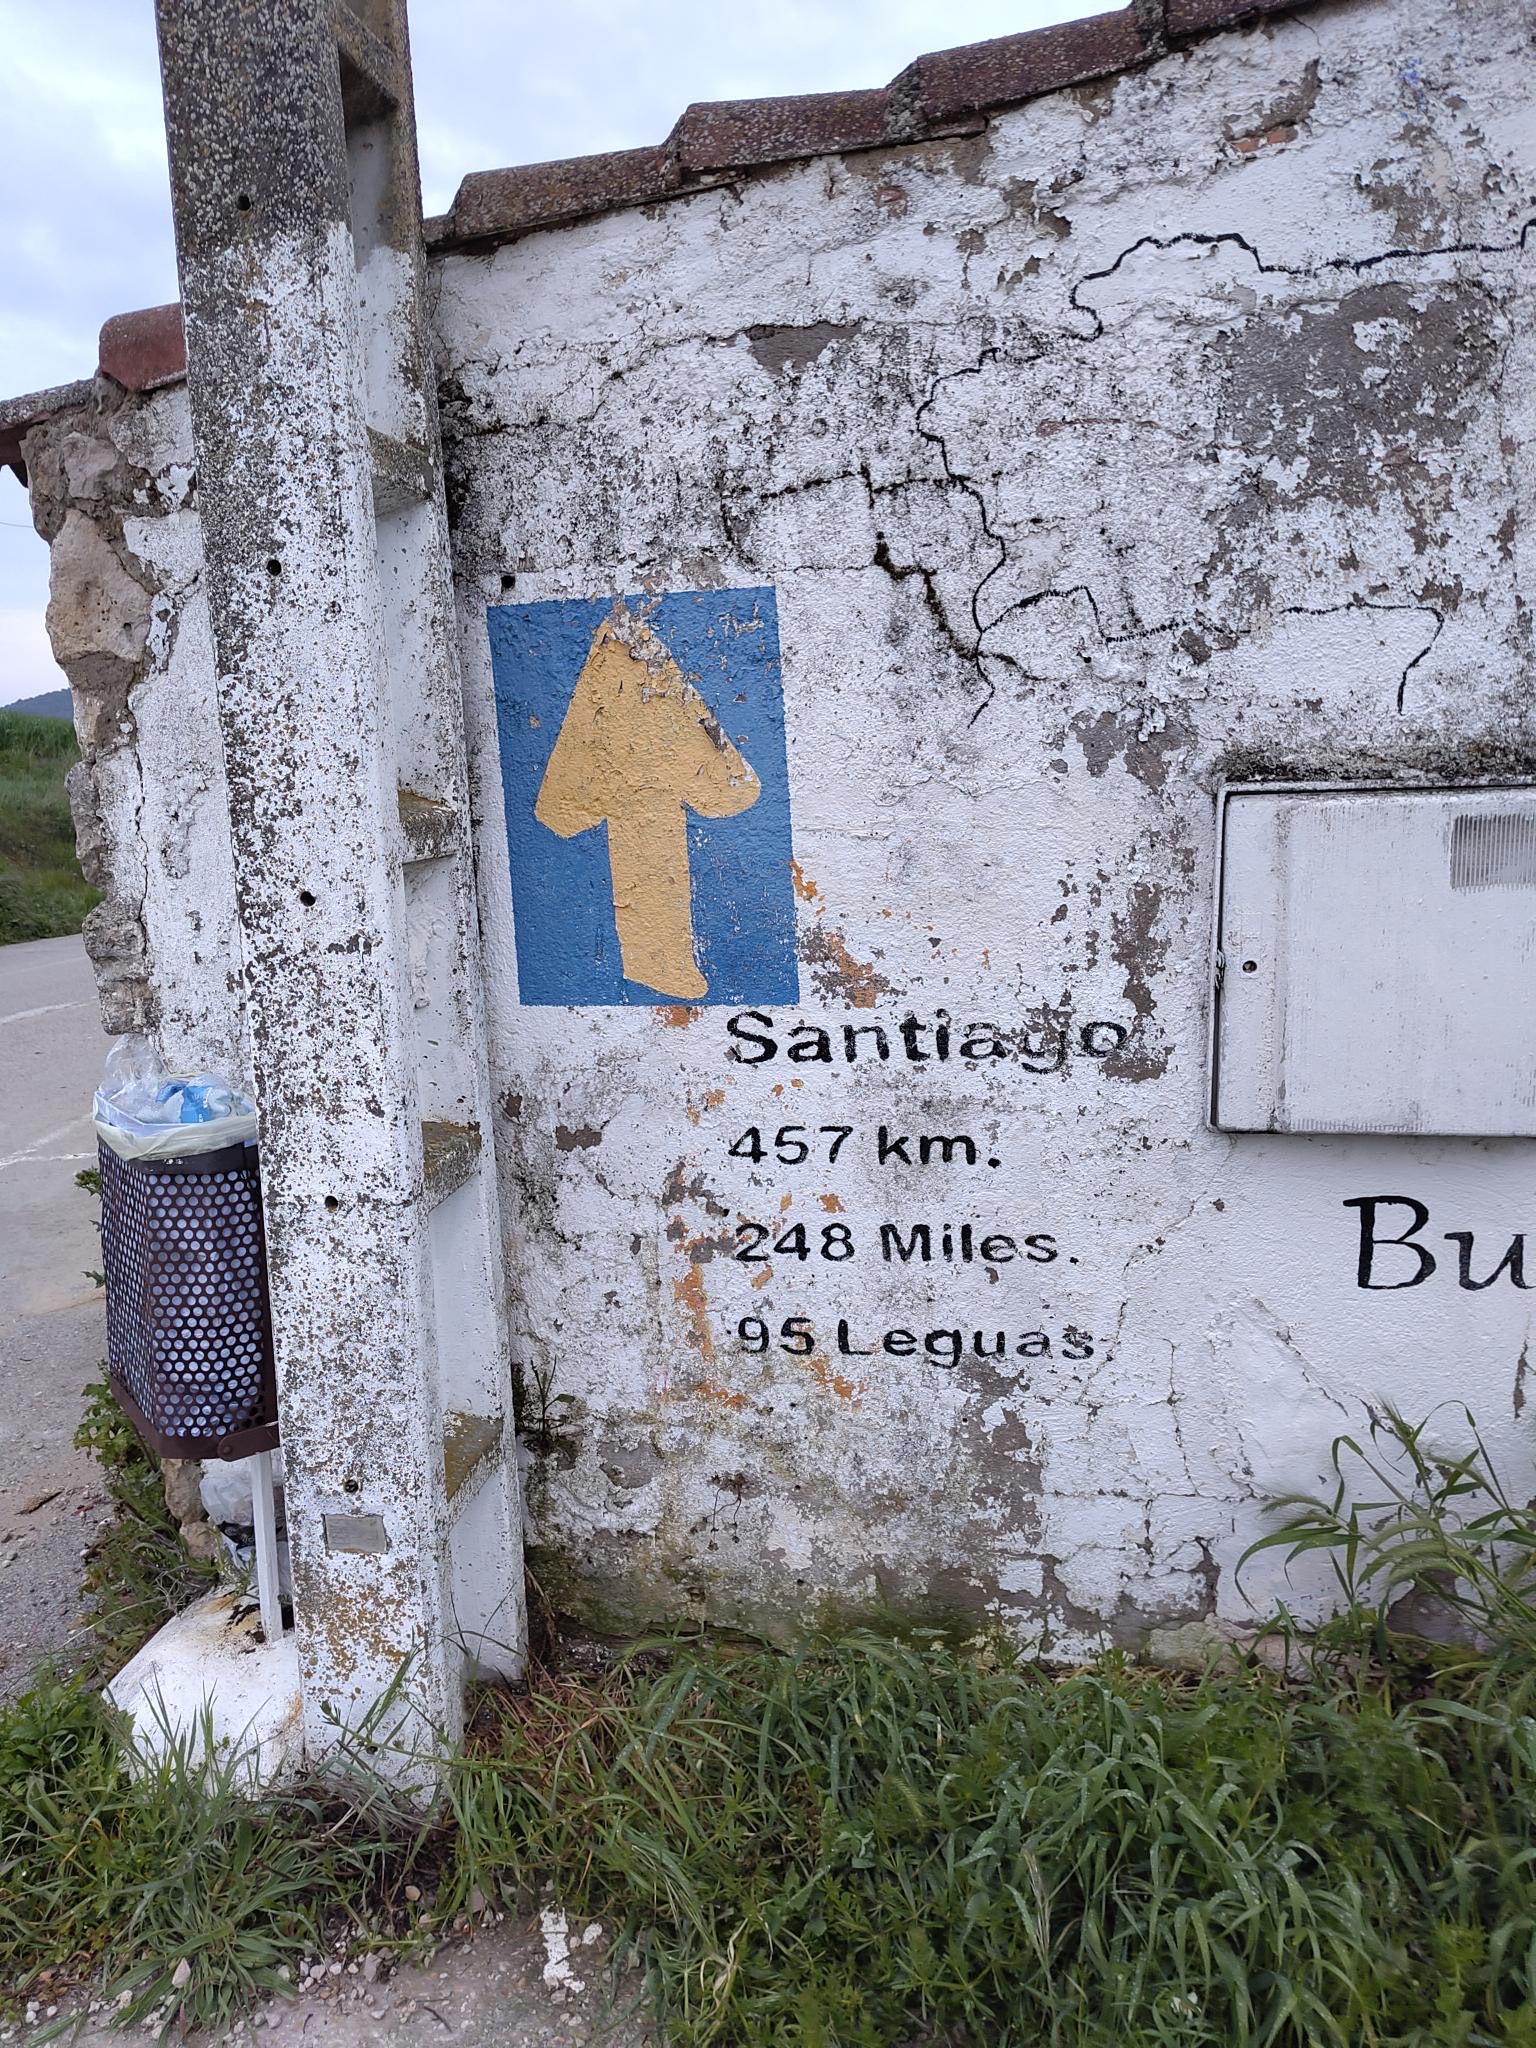 Santiago
457 km.
248 Miles.
95 Leguas.
Bu